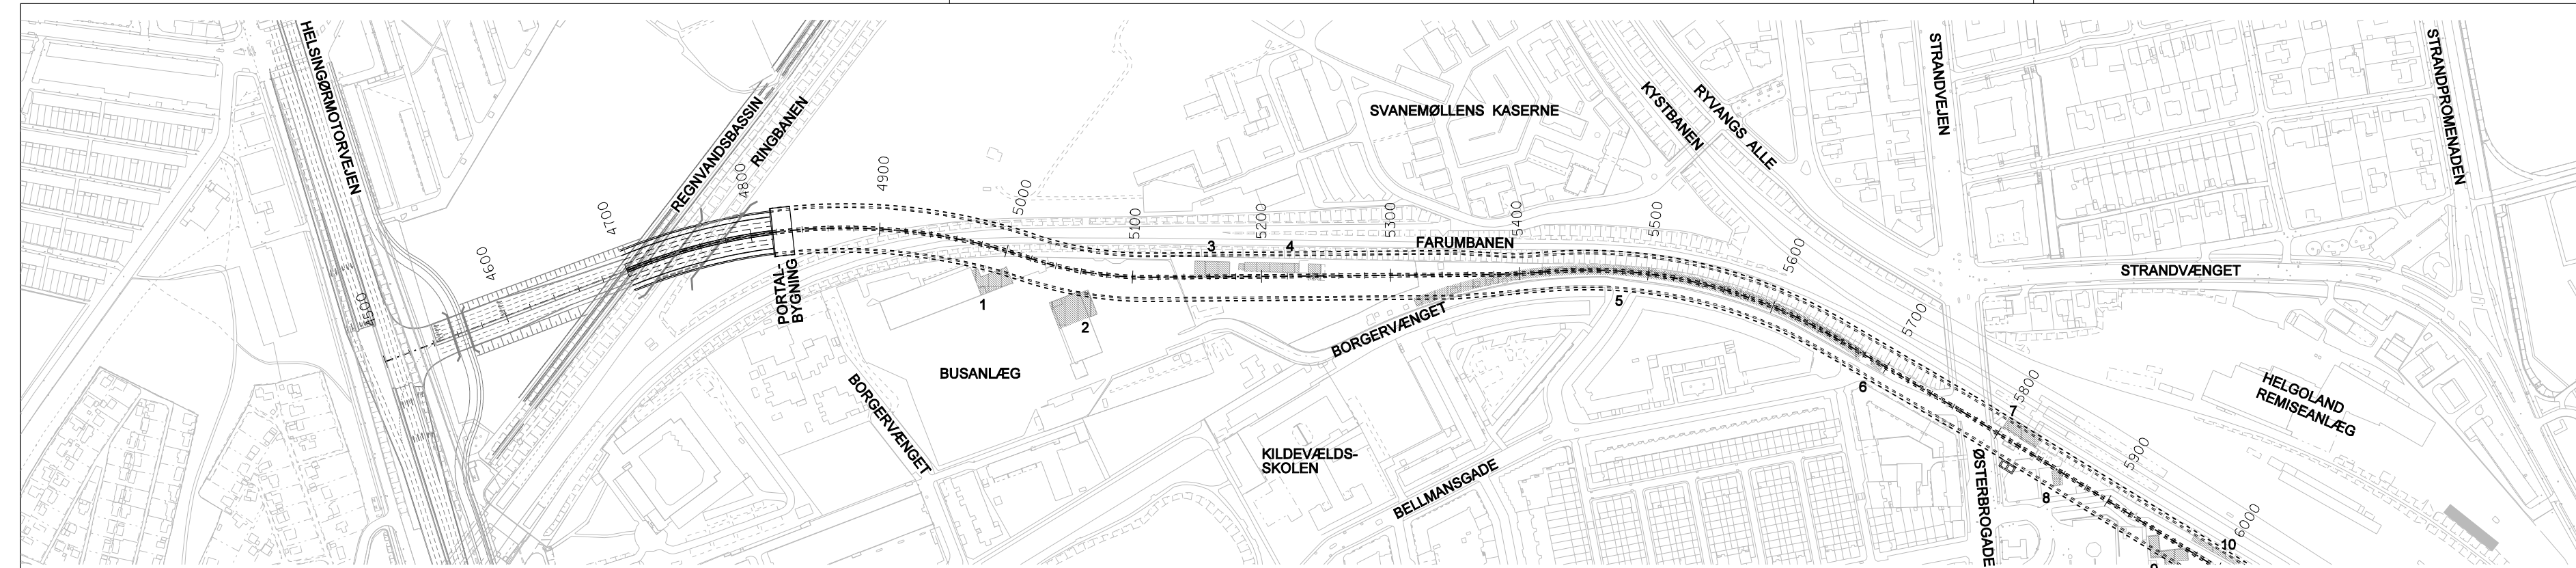 HELSINGØRMOTORVEJEN
REGNVANDSBASSIN
RINGBANEN
SVANEMØLLENS KASERNE
KYSTBANEN
RYVANGS ALLE
STRANDVEJEN
STRANDPROMENADEN
4500
4600
4700
4800
4900
5000
5100
5200
5300
5400
5500
5600
5700
5800
5900
6000
PORTAL-
BYGNING
FARUMBANEN
STRANDVÆNGET
1
2
3
4
5
6
7
8
9
10
BORGERVÆNGET
BUSANLÆG
BORGERVÆNGET
KILDEVÆLDS-
SKOLEN
BELLMANSGADE
ØSTERBROGADE
HELGOLAND
REMISEANLÆG